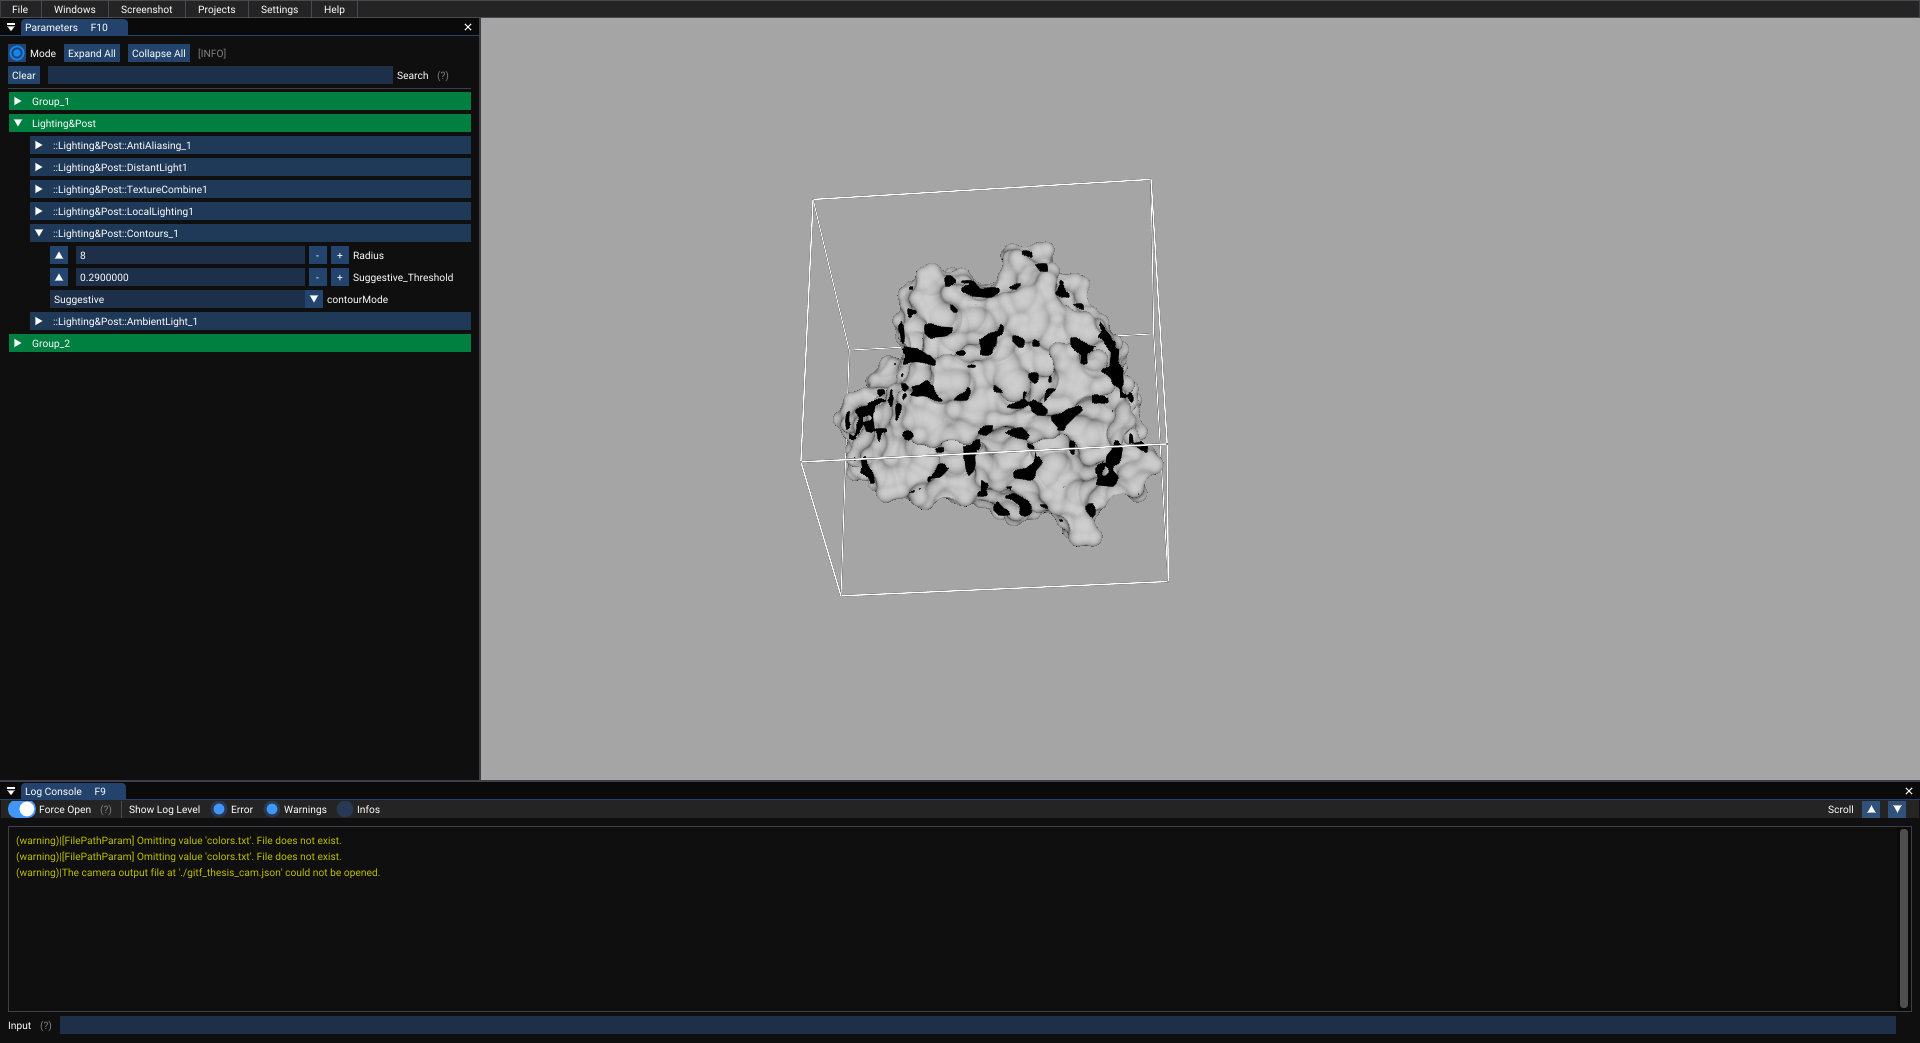 File Windows Screenshot Projects Settings Help
Parameters F10
Mode Expand All Collapse All [INFO]
Clear Search (?)
Group_1
Lighting&Post
::Lighting&Post::AntiAliasing_1
::Lighting&Post::DistantLight1
::Lighting&Post::TextureCombine1
::Lighting&Post::LocalLighting1
::Lighting&Post::Contours_1
8 - + Radius
0.2900000 - + Suggestive_Threshold
Suggestive contourMode
::Lighting&Post::AmbientLight_1
Group_2
Log Console F9
Force Open (?) Show Log Level Error Warnings Infos Scroll
(warning)|[FilePathParam] Omitting value 'colors.txt'. File does not exist.
(warning)|[FilePathParam] Omitting value 'colors.txt'. File does not exist.
(warning)|The camera output file at './gitf_thesis_cam.json' could not be opened.
Input (?)